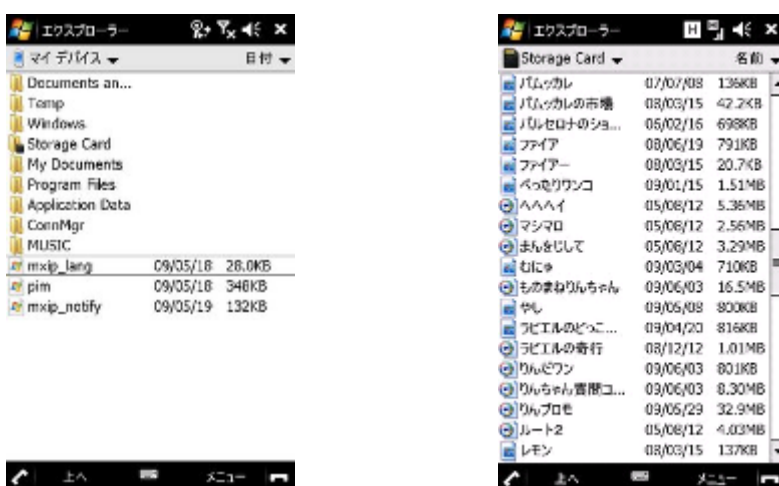 エクスプローラー
マイ デバイス 日付
Documents an...
Temp
Windows
Storage Card
My Documents
Program Files
Application Data
ConnMgr
MUSIC
mxip_lang 09/05/18 28.0KB
pim 09/05/18 348KB
mxip_notify 09/05/19 132KB
上へ メニュー
エクスプローラー
Storage Card 名前
パムッカレ 07/07/08 136KB
パムッカレの市場 08/03/15 42.2KB
バルセロナのショ... 06/02/16 698KB
ファイア 08/06/19 791KB
ファイアー 08/03/15 20.7KB
べったりワンコ 09/01/15 1.51MB
ヘヘヘイ 05/08/12 5.36MB
マシマロ 05/08/12 2.56MB
まんをじして 05/08/12 3.29MB
むにゅ 09/03/04 710KB
ものまねりんちゃん 09/06/03 16.5MB
やし 09/05/08 800KB
ラピエルのどっこ... 09/04/20 816KB
ラピエルの奇行 08/12/12 1.01MB
りんだワン 09/06/03 801KB
りんちゃん質問コ... 09/06/03 8.30MB
りんプロモ 09/05/29 32.9MB
ルート2 05/08/12 4.03MB
レモン 08/03/15 137KB
上へ メニュー